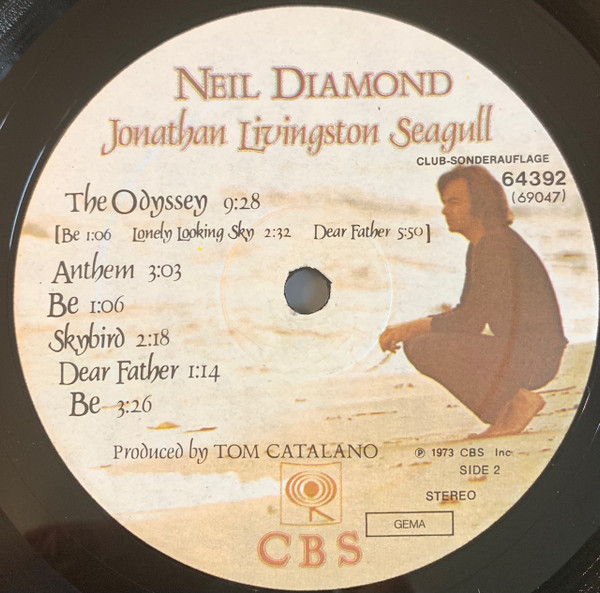 NEIL DIAMOND
Jonathan Livingston Seagull
CLUB-SONDERAUFLAGE
64392
(69047)
The Odyssey 9:28
[Be 1:06 Lonely Looking Sky 2:32 Dear Father 5:50]
Anthem 3:03
Be 1:06
Skybird 2:18
Dear Father 1:14
Be 3:26
Produced by TOM CATALANO
℗ 1973 CBS Inc
SIDE 2
STEREO
GEMA
CBS